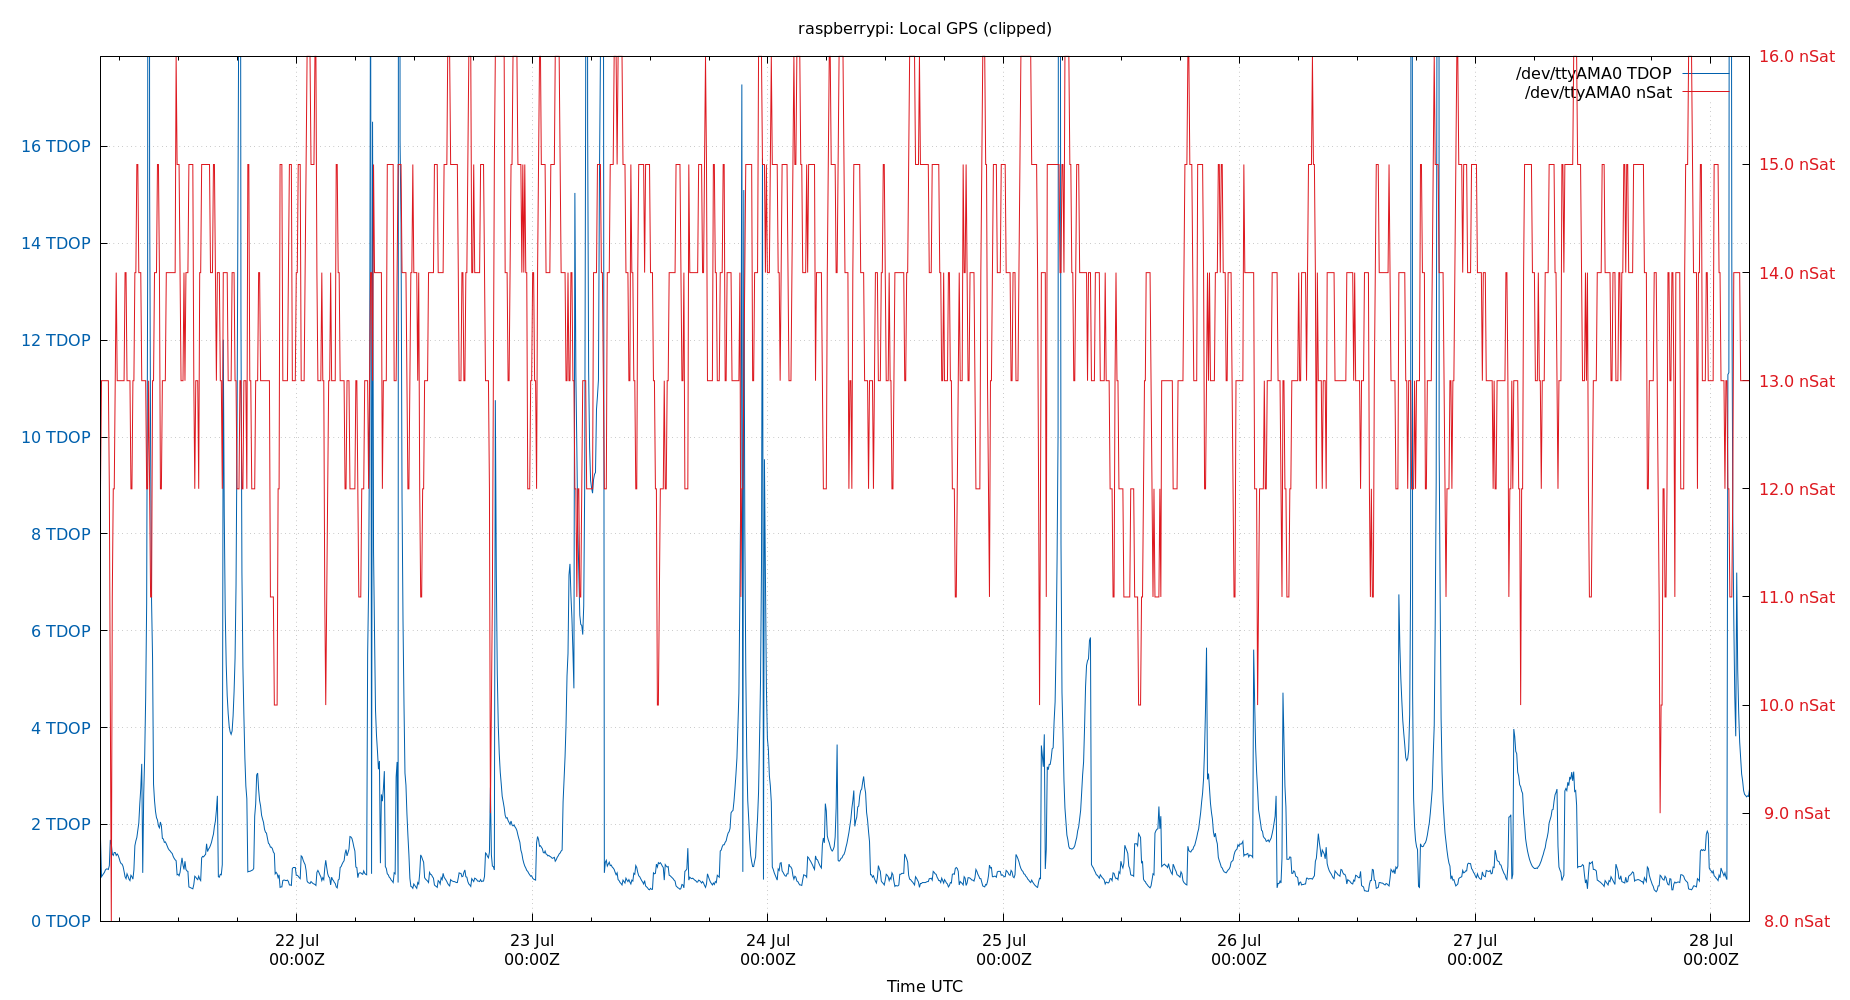 raspberrypi: Local GPS (clipped)
/dev/ttyAMA0 TDOP
/dev/ttyAMA0 nSat
16 TDOP
14 TDOP
12 TDOP
10 TDOP
8 TDOP
6 TDOP
4 TDOP
2 TDOP
0 TDOP
16.0 nSat
15.0 nSat
14.0 nSat
13.0 nSat
12.0 nSat
11.0 nSat
10.0 nSat
9.0 nSat
8.0 nSat
22 Jul
00:00Z
23 Jul
00:00Z
24 Jul
00:00Z
25 Jul
00:00Z
26 Jul
00:00Z
27 Jul
00:00Z
28 Jul
00:00Z
Time UTC